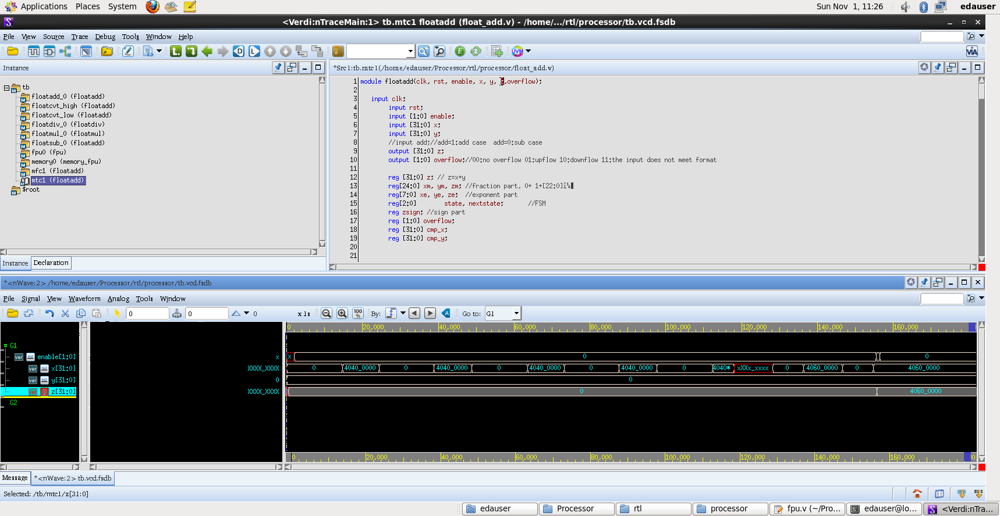 Applications Places System Sun Nov 1, 11:26 edauser
<Verdi:nTraceMain:1> tb.mtc1 floatadd (float_add.v) - /home/.../rtl/processor/tb.vcd.fsdb
File View Source Trace Debug Tools Window Help
UVM VIA
Instance
*Src1:tb.mtc1(/home/edauser/Processor/rtl/processor/float_add.v)
tb
floatadd_0 (floatadd)
floatcvt_high (floatadd)
floatcvt_low (floatadd)
floatdiv_0 (floatdiv)
floatmul_0 (floatmul)
floatsub_0 (floatadd)
fpu0 (fpu)
memory0 (memory_fpu)
mfc1 (floatadd)
mtc1 (floatadd)
$root
Instance Declaration
1 module floatadd(clk, rst, enable, x, y, z,overflow);
2
3 input clk;
4 input rst;
5 input [1:0] enable;
6 input [31:0] x;
7 input [31:0] y;
8 //input add;//add=1:add case add=0:sub case
9 output [31:0] z;
10 output [1:0] overflow;//00:no overflow 01:upflow 10:downflow 11:the input does not meet format
11
12 reg [31:0] z; // z=x+y
13 reg[24:0] xm, ym, zm; //fraction part, 0+ 1+[22:0]ï¼
14 reg[7:0] xe, ye, ze; //exponent part
15 reg[2:0] state, nextstate; //FSM
16 reg zsign; //sign part
17 reg [1:0] overflow;
18 reg [31:0] cmp_x;
19 reg [31:0] cmp_y;
20
21
*<nWave:2> /home/edauser/Processor/rtl/processor/tb.vcd.fsdb
File Signal View Waveform Analog Tools Window
0 0 0 x 1s 100 % By: Go to: G1
0 20,000 40,000 60,000 80,000 100,000 120,000 140,000 160,000
G1
enable[1:0] x x 0 0
x[31:0] XXXX_XXXX 0 4040_0000 0 4040_0000 0 4040_0000 0 4040_0000 0 4040* xXXx_xxxx 0 4060_0000 0 4060_0000
y[31:0] 0 0
z[31:0] XXXX_XXXX 0 4060_0000
G2
0 20,000 40,000 60,000 80,000 100,000 120,000 140,000 160,000
Message *<nWave:2> tb.vcd.fsdb
Selected: /tb/mtc1/z[31:0]
edauser Processor rtl processor fpu.v (~/Pro... edauser@lo... <Verdi:nTra...